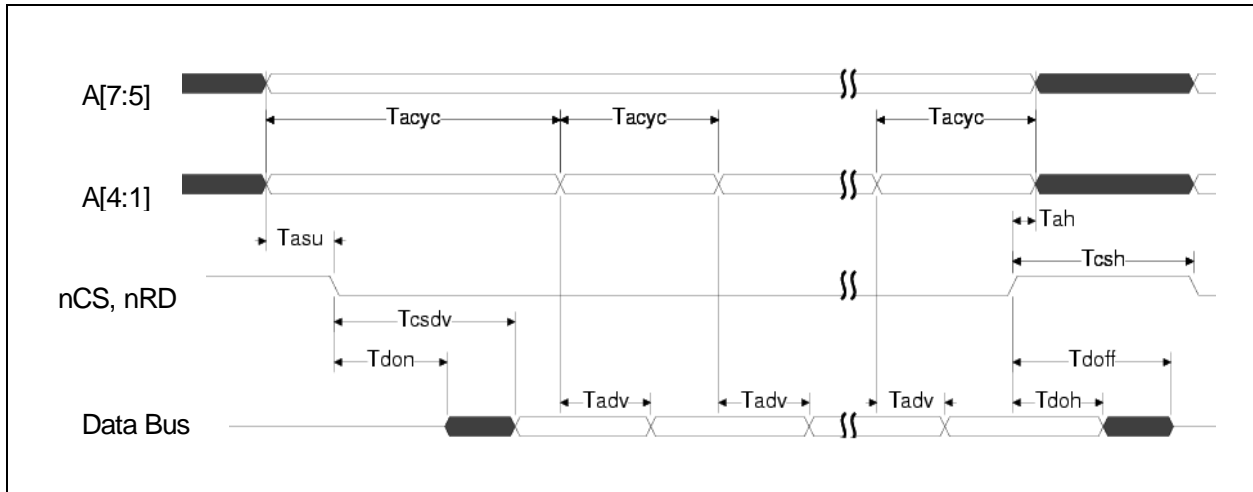 A[7:5]
Tacyc Tacyc Tacyc
A[4:1]
Tah
Tasu
Tcsh
nCS, nRD
Tcsdv
Tdon Tdoff
Tadv Tadv Tadv Tdoh
Data Bus